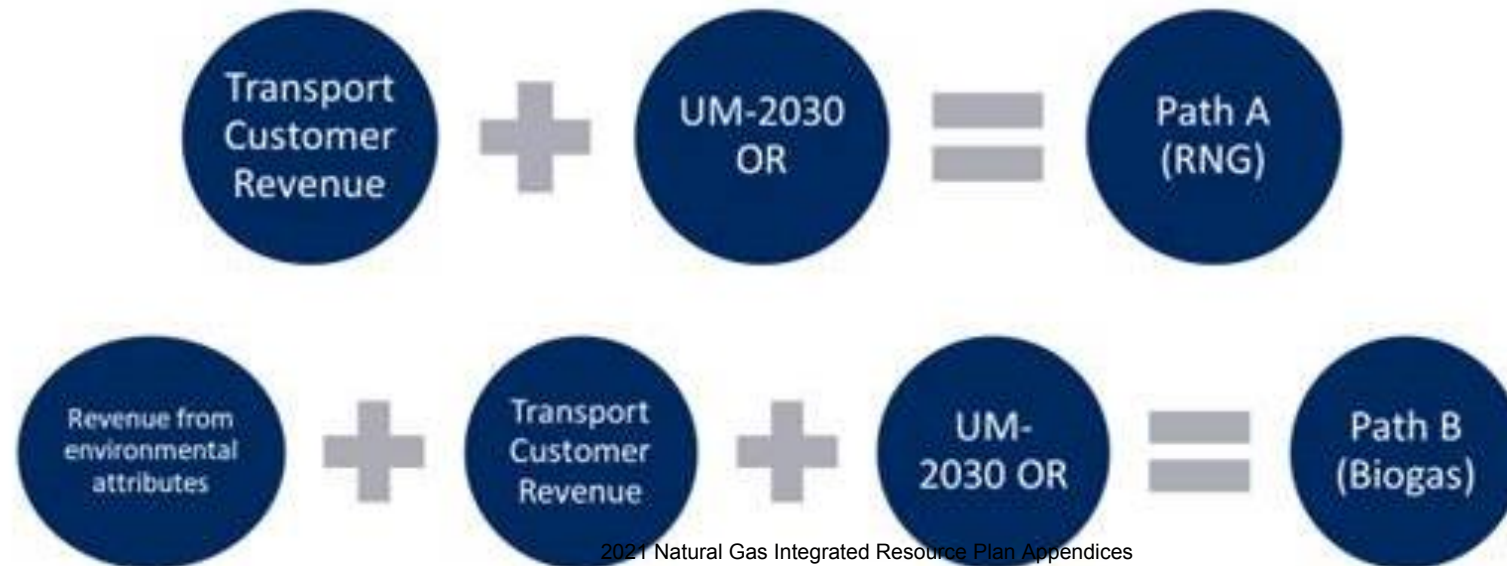 Transport
Customer
Revenue
UM-2030
OR
Path A
(RNG)
Revenue from
environmental
attributes
Transport
Customer
Revenue
UM-
2030 OR
Path B
(Biogas)
2021 Natural Gas Integrated Resource Plan Appendices